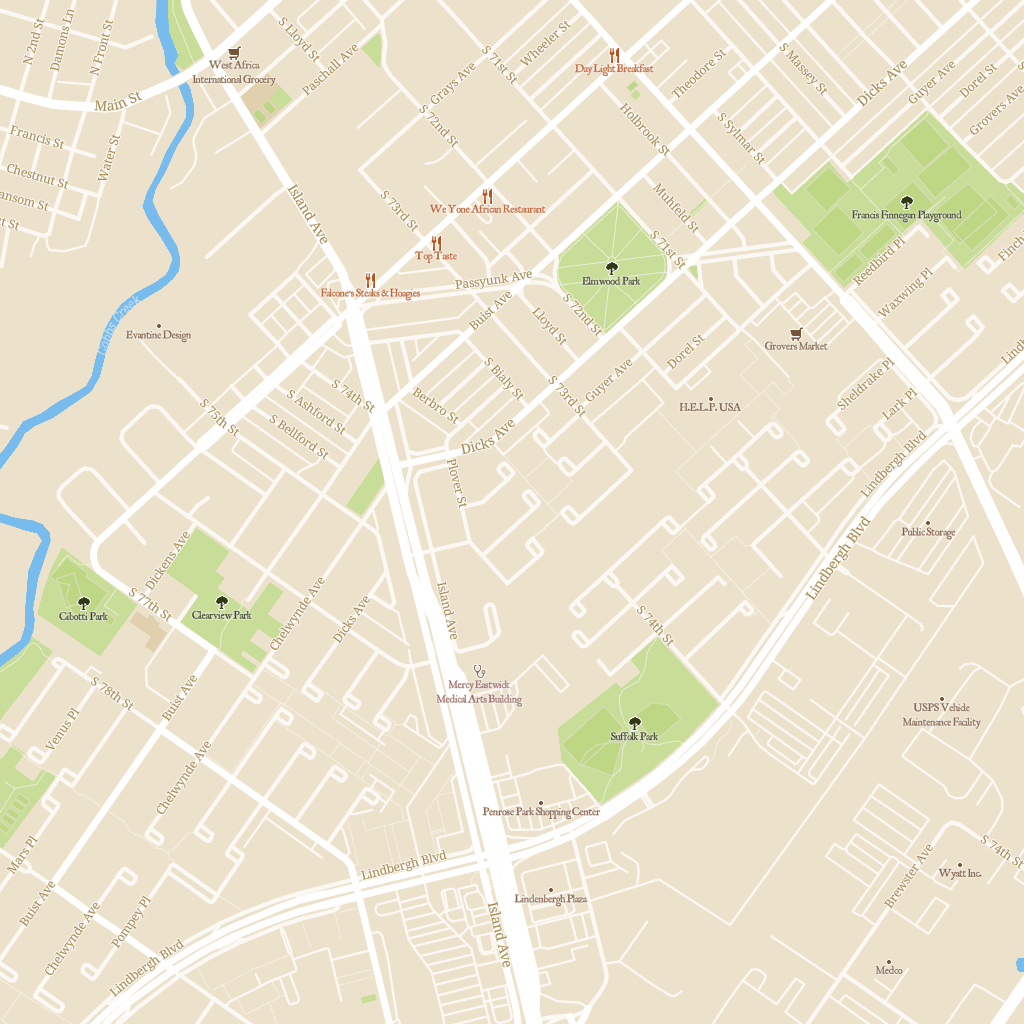 N 2nd St
Damons Ln
N Front St
Main St
Francis St
Chestnut St
Water St
ansom St
ut St
West Africa
International Grocery
S Lloyd St
Paschall Ave
Grays Ave
S 71st St
Wheeler St
Day Light Breakfast
Theodore St
S Massey St
Dicks Ave
Guyer Ave
Dorel St
Grovers Ave
S 72nd St
Holbrook St
S Sylmar St
Island Ave
S 73rd St
We Yone African Restaurant
Top Taste
Muhfeld St
S 71st St
Francis Finnegan Playground
Reedbird Pl
Finch
Waxwing Pl
Falcone's Steaks & Hoagies
Passyunk Ave
Elmwood Park
Cobbs Creek
Evantine Design
Buist Ave
Lloyd St
S 72nd St
Dorel St
Grovers Market
Sheldrake Pl
Lark Pl
S Bialy St
S 73rd St
Guyer Ave
H.E.L.P. USA
S 74th St
Berbro St
S Ashford St
S Bellford St
S 75th St
Dicks Ave
Plover St
Lindbergh Blvd
Lindbergh Blvd
Public Storage
Dickens Ave
S 77th St
Cibotti Park
Clearview Park
Chelwynde Ave
Dicks Ave
Island Ave
S 74th St
Mercy Eastwick
Medical Arts Building
Suffolk Park
USPS Vehicle
Maintenance Facility
S 78th St
Buist Ave
Venus Pl
Chelwynde Ave
Penrose Park Shopping Center
Mars Pl
Lindbergh Blvd
Lindenbergh Plaza
Island Ave
Brewster Ave
S 74th St
Wyatt Inc.
Medco
Buist Ave
Chelwynde Ave
Pompey Pl
Lindbergh Blvd